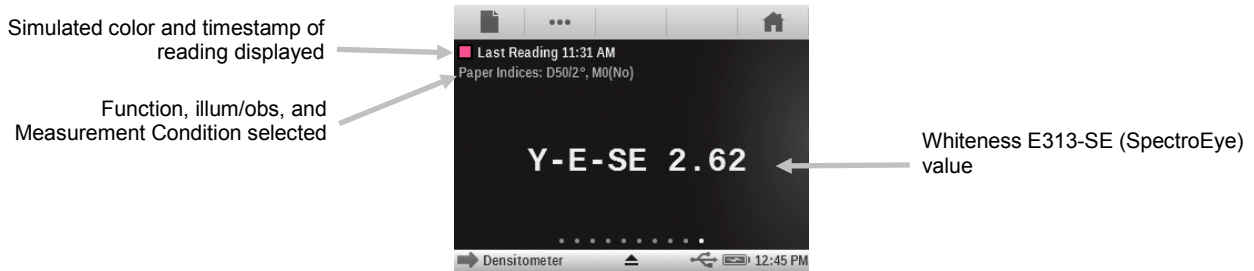 Simulated color and timestamp of
reading displayed
Function, illum/obs, and
Measurement Condition selected
Last Reading 11:31 AM
Paper Indices: D50/2°, M0(No)
Y-E-SE 2.62
Densitometer
12:45 PM
Whiteness E313-SE (SpectroEye)
value